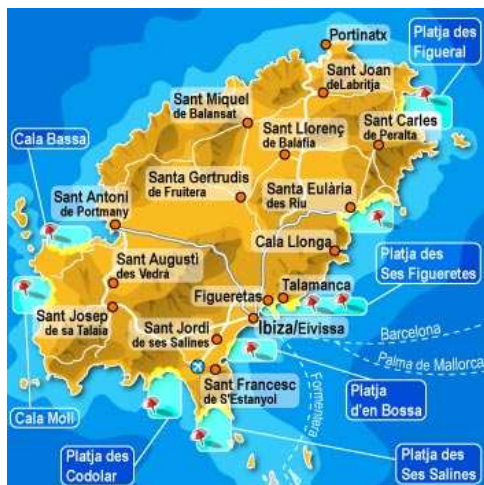 Portinatx
Platja des
Figueral
Sant Joan
deLabritja
Sant Miquel
de Balansat
Sant Carles
de Peralta
Sant Llorenç
de Balàfia
Cala Bassa
Santa Gertrudis
de Fruitera
Santa Eulària
des Riu
Sant Antoni
de Portmany
Cala Llonga
Platja des
Ses Figueretes
Sant Augusti
des Vedrá
Talamanca
Figueretas
Sant Josep
de sa Talaia
Ibiza/Eivissa
Barcelona
Sant Jordi
de ses Salines
Palma de Mallorca
Sant Francesc
de S'Estanyol
Formentera
Platja
d'en Bossa
Cala Moll
Platja des
Codolar
Platja des
Ses Salines